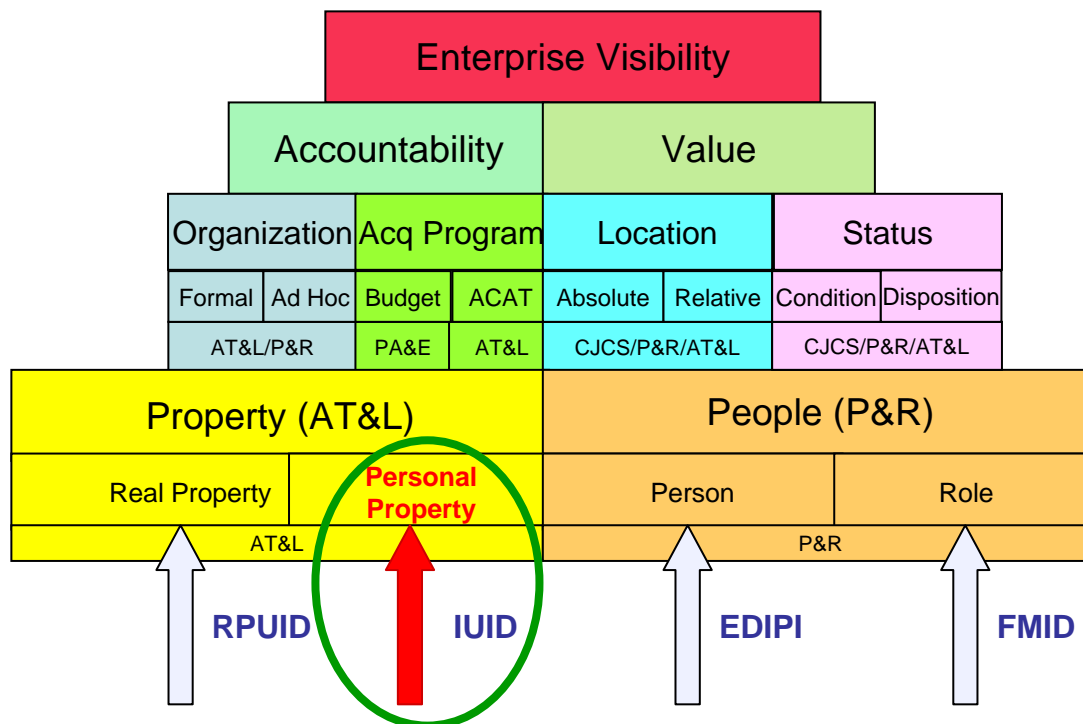 Enterprise Visibility
Accountability Value
Organization Acq Program Location Status
Formal Ad Hoc Budget ACAT Absolute Relative Condition Disposition
AT&L/P&R PA&E AT&L CJCS/P&R/AT&L CJCS/P&R/AT&L
Property (AT&L) People (P&R)
Real Property Personal Property Person Role
AT&L P&R
RPUID IUID EDIPI FMID